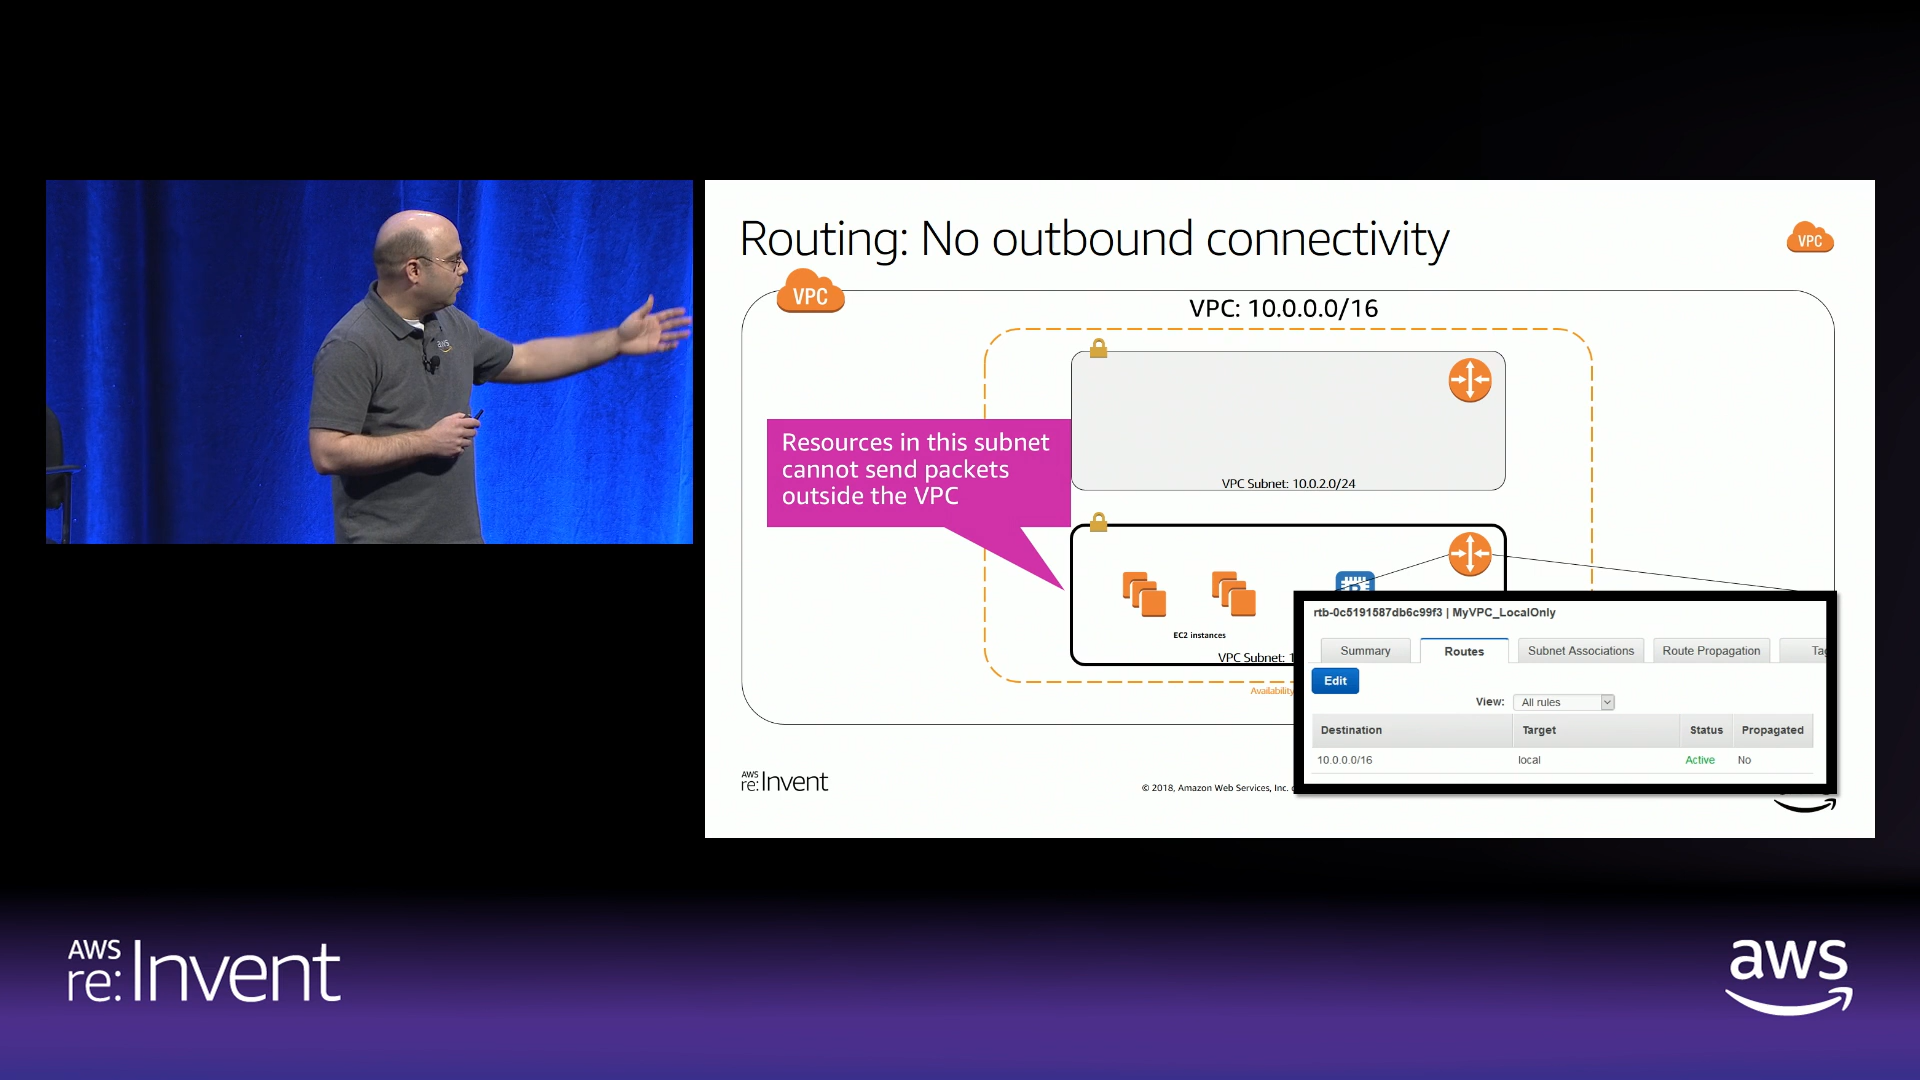 Routing: No outbound connectivity
VPC
VPC
VPC: 10.0.0.0/16
Resources in this subnet
cannot send packets
outside the VPC
VPC Subnet: 10.0.2.0/24
EC2 instances
VPC Subnet: 1
Availability
rtb-0c5191587db6c99f3 | MyVPC_LocalOnly
Summary Routes Subnet Associations Route Propagation Tag
Edit
View: All rules
Destination Target Status Propagated
10.0.0.0/16 local Active No
AWS
re:Invent
© 2018, Amazon Web Services, Inc.
aws
AWS
re:Invent
aws